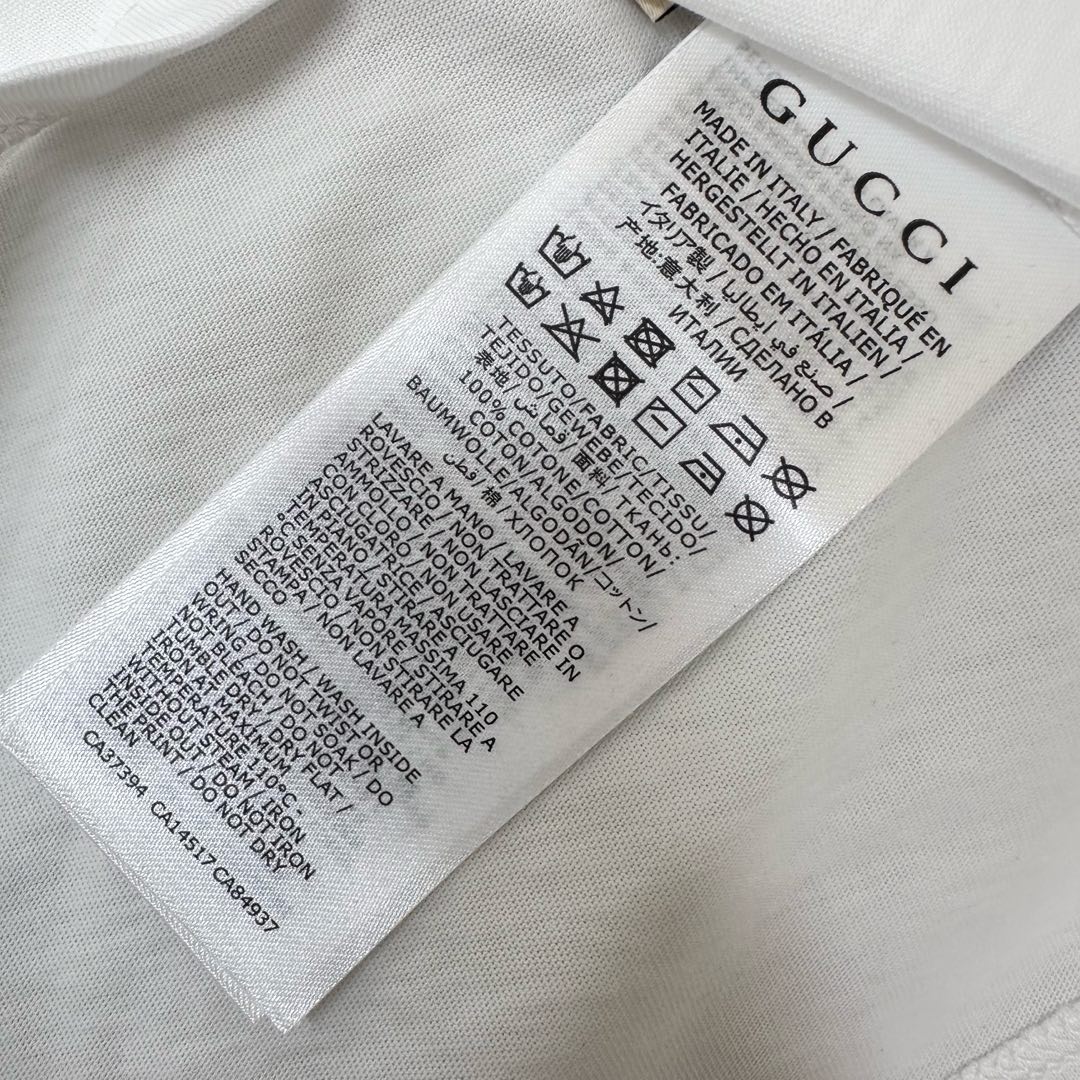 GUCCI
MADE IN ITALY / FABRIQUÉ EN
ITALIE / HECHO EN ITALIA /
HERGESTELLT IN ITALIEN /
FABRICADO EM ITÁLIA /
イタリア製 / صنع في إيطاليا /
产地:意大利 / СДЕЛАНО В
ИТАЛИИ
TESSUTO/FABRIC/TISSU/
TEJIDO/GEWEBE/TECIDO/
表地/قماش/面料/ТКАНЬ:
100% COTONE/COTTON/
COTON/ALGODON/
BAUMWOLLE/ALGODÃN/コットン/
قطن/棉/ХЛОПОК
LAVARE A MANO / LAVARE A
ROVESCIO / NON TRATTARE O
STRIZZARE / NON LASCIARE IN
AMMOLLO / NON TRATTARE
CON CLORO / NON USARE
ASCIUGATRICE / ASCIUGARE
IN PIANO / STIRARE A
TEMPERATURA MASSIMA 110
°C SENZA VAPORE / STIRARE A
ROVESCIO / NON STIRARE LA
STAMPA / NON LAVARE A
SECCO
HAND WASH / WASH INSIDE
OUT / DO NOT TWIST OR
WRING / DO NOT SOAK / DO
NOT BLEACH / DO NOT
TUMBLE DRY / DRY FLAT /
IRON AT MAXIMUM
TEMPERATURE 110°C -
WITHOUT STEAM / IRON
INSIDE OUT / DO NOT IRON
THE PRINT / DO NOT DRY
CLEAN
CA37394 CA14517 CA84937